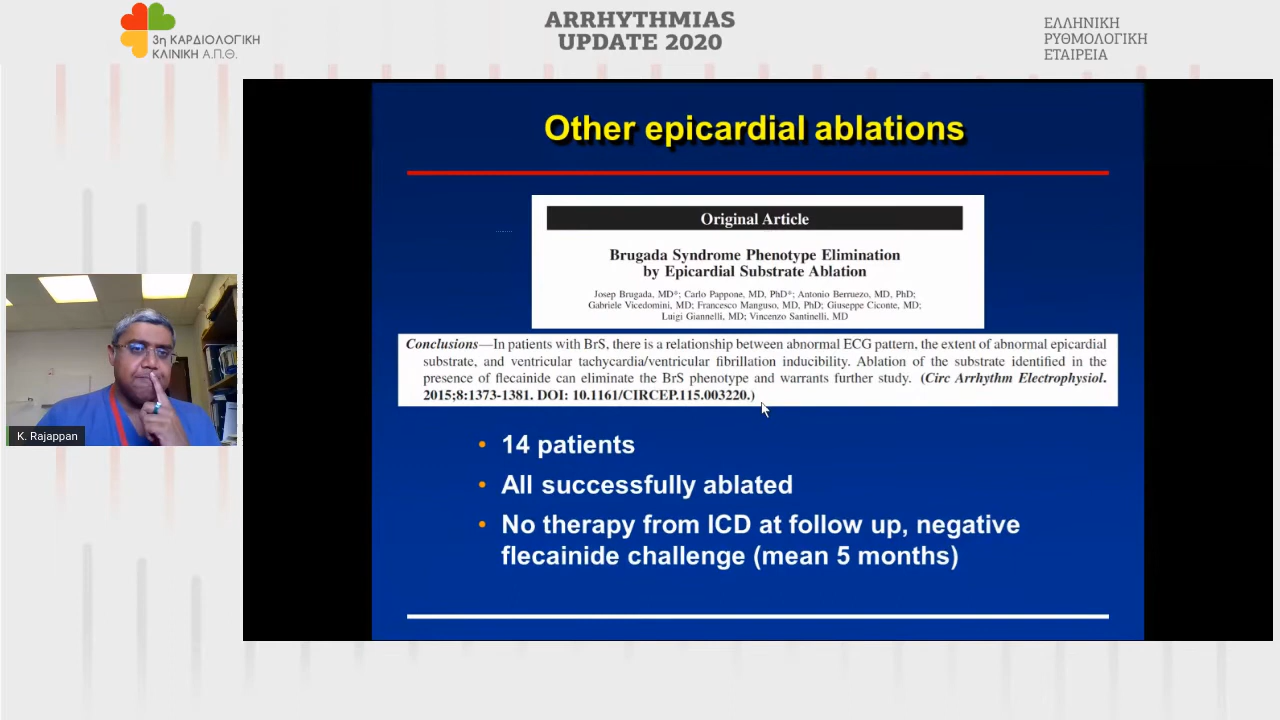 3η ΚΑΡΔΙΟΛΟΓΙΚΗ
ΚΛΙΝΙΚΗ Α.Π.Θ.
ARRHYTHMIAS
UPDATE 2020
ΕΛΛΗΝΙΚΗ
ΡΥΘΜΟΛΟΓΙΚΗ
ΕΤΑΙΡΕΙΑ
Other epicardial ablations
Original Article
Brugada Syndrome Phenotype Elimination
by Epicardial Substrate Ablation
Josep Brugada, MD*; Carlo Pappone, MD, PhD*; Antonio Berruezo, MD, PhD;
Gabriele Vicedomini, MD; Francesco Manguso, MD, PhD; Giuseppe Ciconte, MD;
Luigi Giannelli, MD; Vincenzo Santinelli, MD
Conclusions—In patients with BrS, there is a relationship between abnormal ECG pattern, the extent of abnormal epicardial
substrate, and ventricular tachycardia/ventricular fibrillation inducibility. Ablation of the substrate identified in the
presence of flecainide can eliminate the BrS phenotype and warrants further study. (Circ Arrhythm Electrophysiol.
2015;8:1373-1381. DOI: 10.1161/CIRCEP.115.003220.)
• 14 patients
• All successfully ablated
• No therapy from ICD at follow up, negative
flecainide challenge (mean 5 months)
K. Rajappan